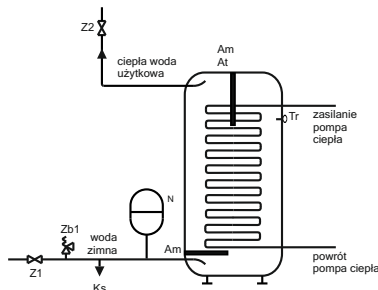 Z2
ciepła woda
użytkowa
Am
At
Tr
zasilanie
pompa
ciepła
N
Zb1
woda
zimna
Am
powrót
pompa ciepła
Z1
Ks